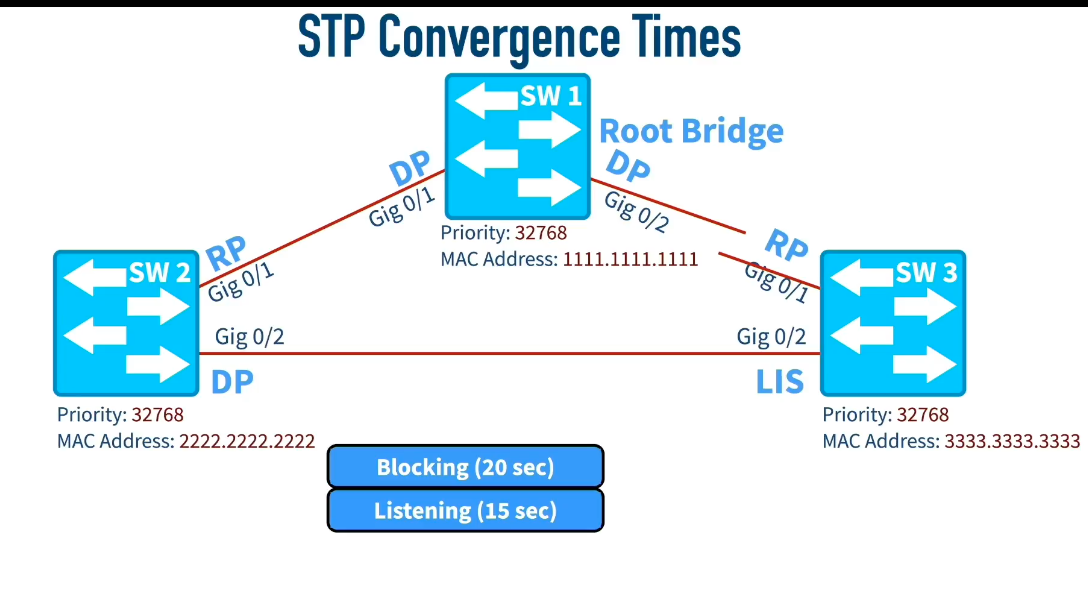 STP Convergence Times
SW 1
Root Bridge
DP
DP
Gig 0/1
Gig 0/2
Priority: 32768
MAC Address: 1111.1111.1111
RP
RP
Gig 0/1
Gig 0/1
SW 2
SW 3
Gig 0/2
Gig 0/2
DP
LIS
Priority: 32768
MAC Address: 2222.2222.2222
Priority: 32768
MAC Address: 3333.3333.3333
Blocking (20 sec)
Listening (15 sec)